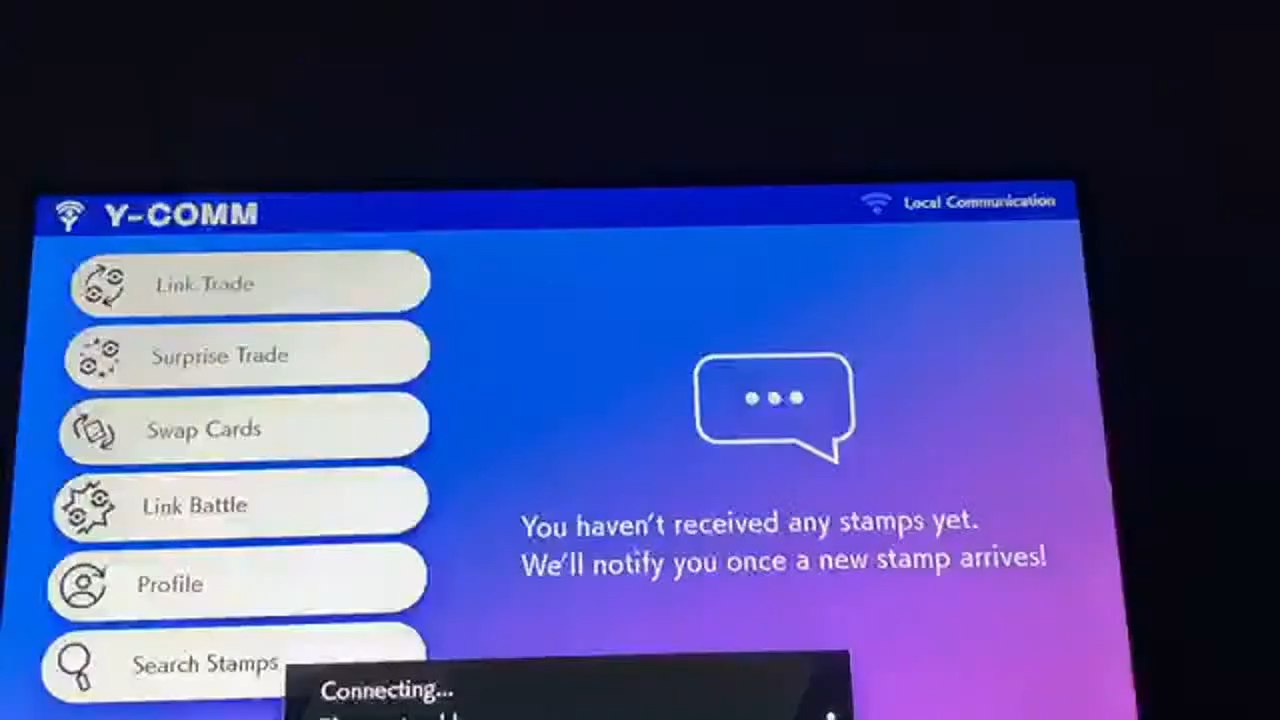 Y-COMM
Local Communication
Link Trade
Surprise Trade
Swap Cards
Link Battle
Profile
Search Stamps
You haven't received any stamps yet.
We'll notify you once a new stamp arrives!
Connecting...